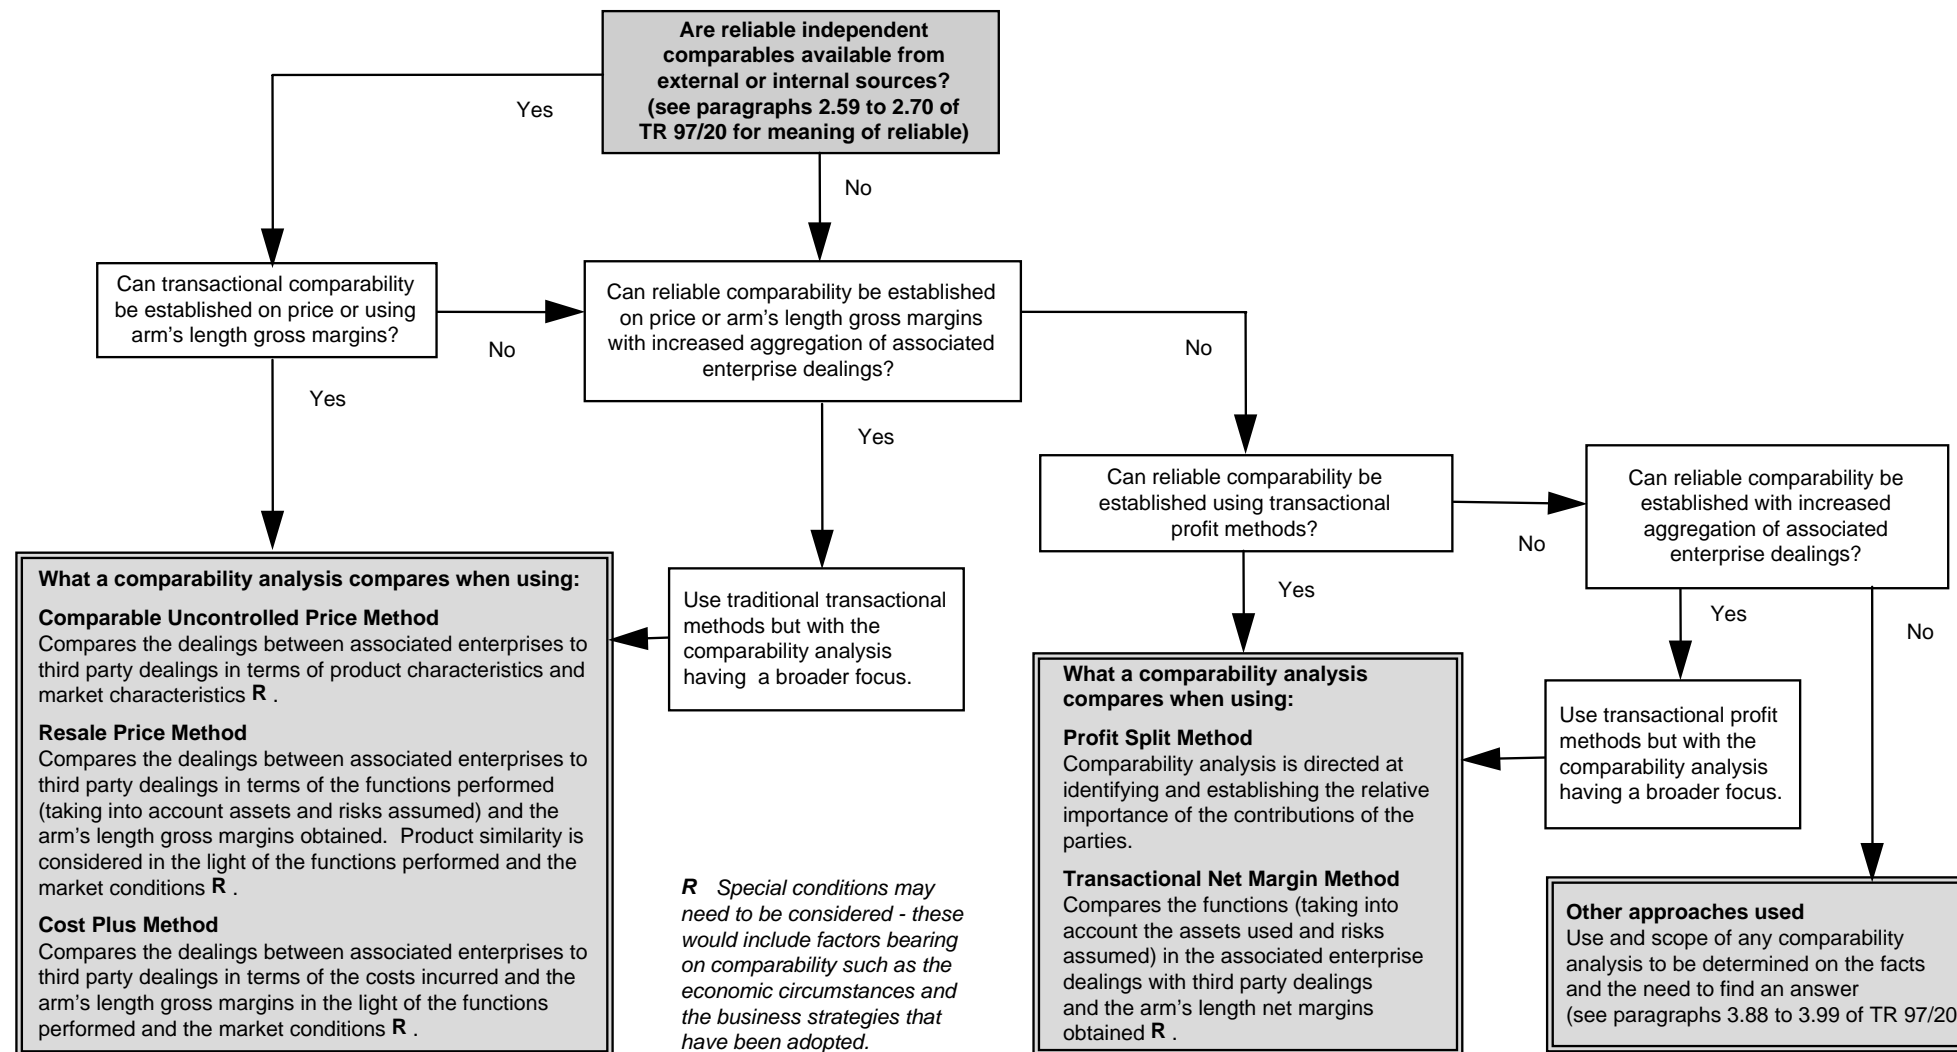 Are reliable independent
comparables available from
external or internal sources?
(see paragraphs 2.59 to 2.70 of
TR 97/20 for meaning of reliable)
Yes
No
Can transactional comparability
be established on price or using
arm's length gross margins?
No
Yes
Can reliable comparability be established
on price or arm's length gross margins
with increased aggregation of associated
enterprise dealings?
No
Yes
Can reliable comparability be
established using transactional
profit methods?
No
Yes
Can reliable comparability be
established with increased
aggregation of associated
enterprise dealings?
Yes
No
What a comparability analysis compares when using:
Comparable Uncontrolled Price Method
Compares the dealings between associated enterprises to
third party dealings in terms of product characteristics and
market characteristics R .
Resale Price Method
Compares the dealings between associated enterprises to
third party dealings in terms of the functions performed
(taking into account assets and risks assumed) and the
arm's length gross margins obtained. Product similarity is
considered in the light of the functions performed and the
market conditions R .
Cost Plus Method
Compares the dealings between associated enterprises to
third party dealings in terms of the costs incurred and the
arm's length gross margins in the light of the functions
performed and the market conditions R .
Use traditional transactional
methods but with the
comparability analysis
having a broader focus.
R Special conditions may
need to be considered - these
would include factors bearing
on comparability such as the
economic circumstances and
the business strategies that
have been adopted.
What a comparability analysis
compares when using:
Profit Split Method
Comparability analysis is directed at
identifying and establishing the relative
importance of the contributions of the
parties.
Transactional Net Margin Method
Compares the functions (taking into
account the assets used and risks
assumed) in the associated enterprise
dealings with third party dealings
and the arm's length net margins
obtained R .
Use transactional profit
methods but with the
comparability analysis
having a broader focus.
Other approaches used
Use and scope of any comparability
analysis to be determined on the facts
and the need to find an answer
(see paragraphs 3.88 to 3.99 of TR 97/20